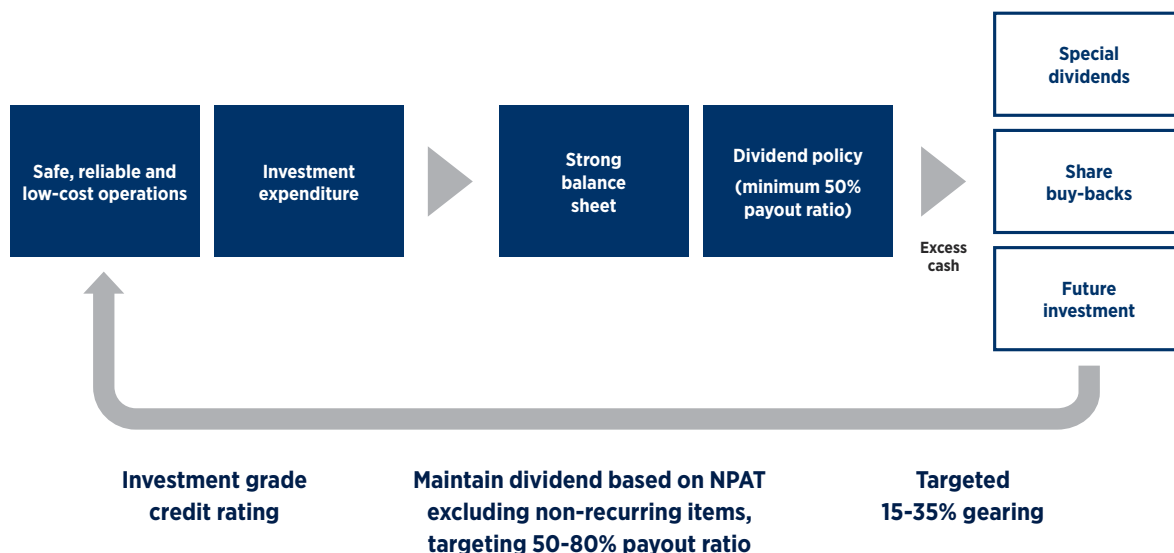 Safe, reliable and
low-cost operations
Investment
expenditure
Strong
balance
sheet
Dividend policy
(minimum 50%
payout ratio)
Excess
cash
Special
dividends
Share
buy-backs
Future
investment
Investment grade
credit rating
Maintain dividend based on NPAT
excluding non-recurring items,
targeting 50-80% payout ratio
Targeted
15-35% gearing